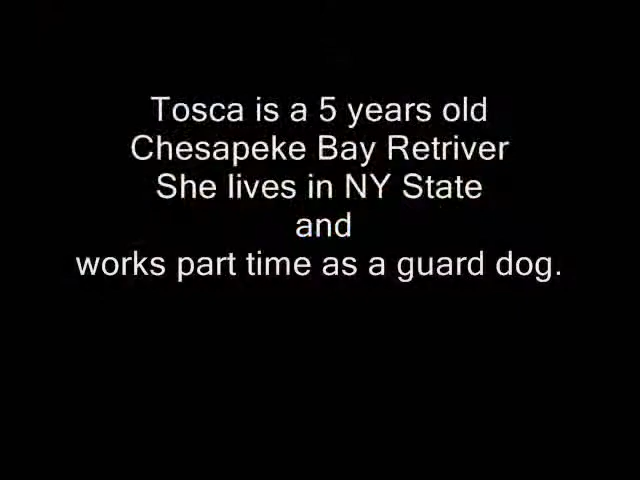 Tosca is a 5 years old
Chesapeke Bay Retriver
She lives in NY State
and
works part time as a guard dog.